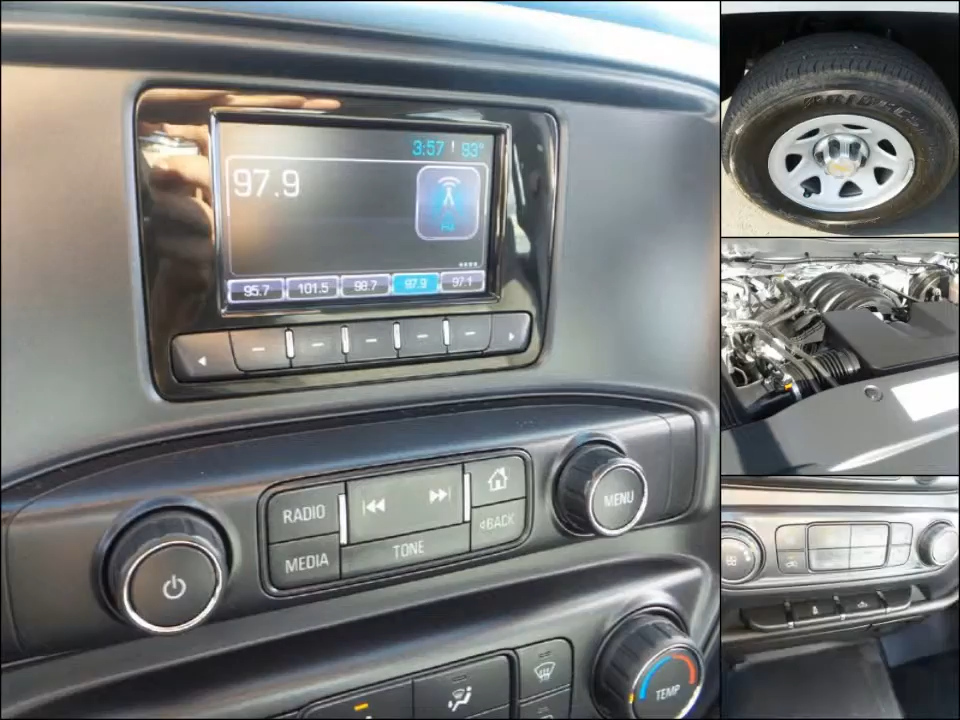 3:57 93°
97.9
95.7 101.5 98.7 97.9 97.1
RADIO
MEDIA
TONE
BACK
MENU
TEMP